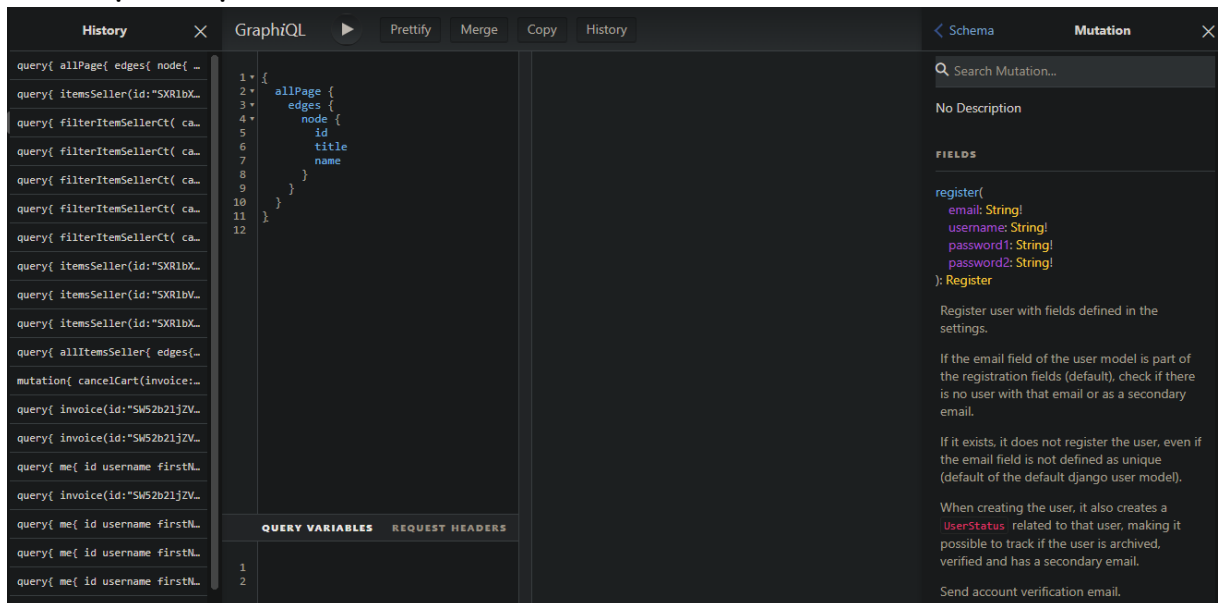 History
query{ allPage{ edges{ node{ …
query{ itemsSeller(id:"SXRlbX…
query{ filterItemSellerCt( ca…
query{ filterItemSellerCt( ca…
query{ filterItemSellerCt( ca…
query{ filterItemSellerCt( ca…
query{ filterItemSellerCt( ca…
query{ itemsSeller(id:"SXRlbX…
query{ itemsSeller(id:"SXRlbV…
query{ itemsSeller(id:"SXRlbX…
query{ allItemsSeller{ edges{…
mutation{ cancelCart(invoice:…
query{ invoice(id:"SW52b2ljZV…
query{ invoice(id:"SW52b2ljZV…
query{ me{ id username firstN…
query{ invoice(id:"SW52b2ljZV…
query{ me{ id username firstN…
query{ me{ id username firstN…
query{ me{ id username firstN…
GraphiQL Prettify Merge Copy History
1 {
2 allPage {
3 edges {
4 node {
5 id
6 title
7 name
8 }
9 }
10 }
11 }
12
QUERY VARIABLES REQUEST HEADERS
1
2
Schema Mutation
Search Mutation...
No Description
FIELDS
register(
email: String!
username: String!
password1: String!
password2: String!
): Register
Register user with fields defined in the
settings.
If the email field of the user model is part of
the registration fields (default), check if there
is no user with that email or as a secondary
email.
If it exists, it does not register the user, even if
the email field is not defined as unique
(default of the default django user model).
When creating the user, it also creates a
UserStatus related to that user, making it
possible to track if the user is archived,
verified and has a secondary email.
Send account verification email.